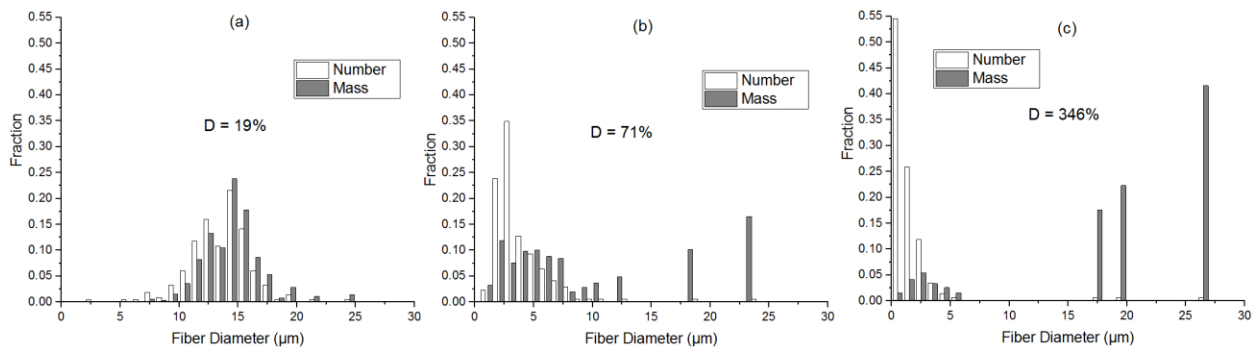 (a)
0.55
0.50
0.45
0.40
0.35
0.30
0.25
0.20
0.15
0.10
0.05
0.00
Fraction
Number
Mass
D = 19%
0 5 10 15 20 25 30
Fiber Diameter (µm)
(b)
0.55
0.50
0.45
0.40
0.35
0.30
0.25
0.20
0.15
0.10
0.05
0.00
Fraction
Number
Mass
D = 71%
0 5 10 15 20 25 30
Fiber Diameter (µm)
(c)
0.55
0.50
0.45
0.40
0.35
0.30
0.25
0.20
0.15
0.10
0.05
0.00
Fraction
Number
Mass
D = 346%
0 5 10 15 20 25 30
Fiber Diameter (µm)